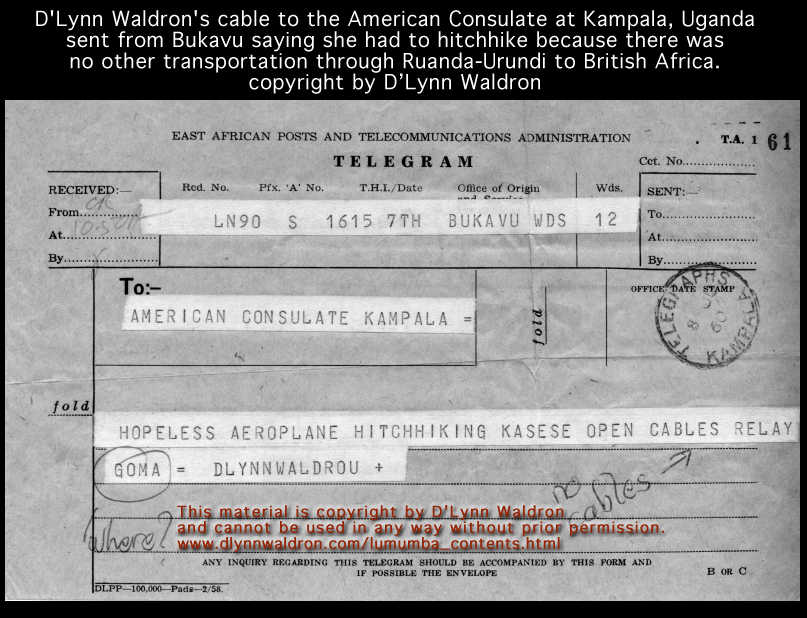 D'Lynn Waldron's cable to the American Consulate at Kampala, Uganda
sent from Bukavu saying she had to hitchhike because there was
no other transportation through Ruanda-Urundi to British Africa.
copyright by D’Lynn Waldron
EAST AFRICAN POSTS AND TELECOMMUNICATIONS ADMINISTRATION
T.A. 1 61
TELEGRAM
Cct. No..................
RECEIVED:—
Recd. No. Pfx. 'A' No. T.H.I./Date Office of Origin Wds.
SENT:—
From
To
LN90 S 1615 7TH BUKAVU WDS 12
At
At
By
By
To:–
OFFICE DATE STAMP
TELEGRAPHS
8
60
KAMPALA
AMERICAN CONSULATE KAMPALA =
fold
fold
HOPELESS AEROPLANE HITCHHIKING KASESE OPEN CABLES RELAY
GOMA = DLYNNWALDROU +
no
cables
where?
This material is copyright by D'Lynn Waldron
and cannot be used in any way without prior permission.
www.dlynnwaldron.com/lumumba_contents.html
ANY INQUIRY REGARDING THIS TELEGRAM SHOULD BE ACCOMPANIED BY THIS FORM AND
IF POSSIBLE THE ENVELOPE
B OR C
DLPP—100,000—Pads—2/58.